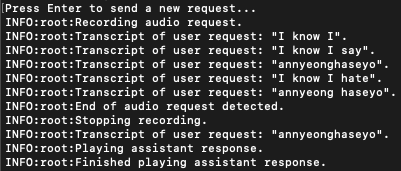 [Press Enter to send a new request...
INFO:root:Recording audio request.
INFO:root:Transcript of user request: "I know I".
INFO:root:Transcript of user request: "I know I say".
INFO:root:Transcript of user request: "annyeonghaseyo".
INFO:root:Transcript of user request: "I know I hate".
INFO:root:Transcript of user request: "annyeong haseyo".
INFO:root:End of audio request detected.
INFO:root:Stopping recording.
INFO:root:Transcript of user request: "annyeonghaseyo".
INFO:root:Playing assistant response.
INFO:root:Finished playing assistant response.